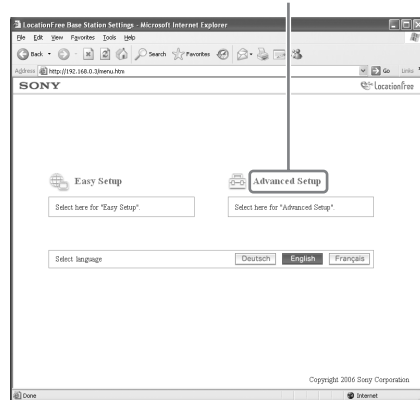 LocationFree Base Station Settings - Microsoft Internet Explorer
File Edit View Favorites Tools Help
Back Search Favorites
Address http://192.168.0.3/menu.htm Go Links
SONY LocationFree
Easy Setup Advanced Setup
Select here for "Easy Setup". Select here for "Advanced Setup".
Select language Deutsch English Français
Copyright 2006 Sony Corporation
Done Internet